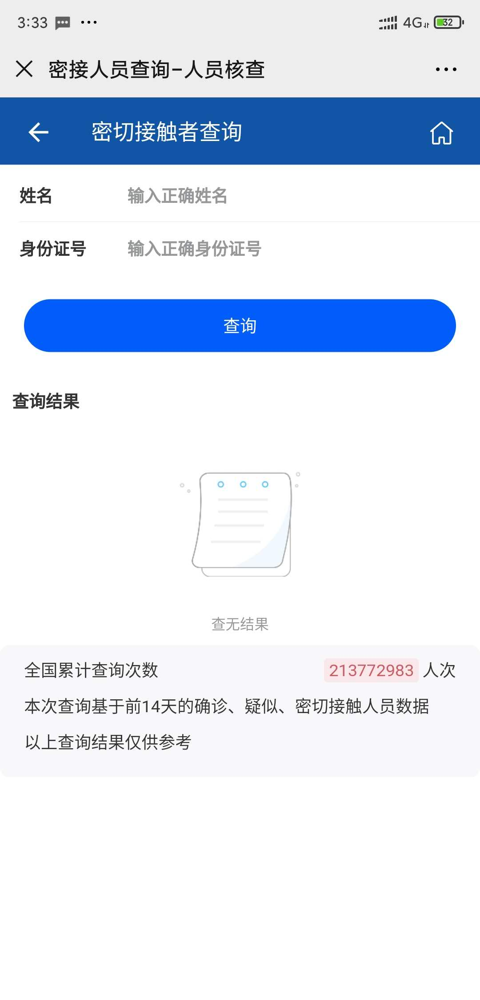 3:33 4G 32
密接人员查询-人员核查
密切接触者查询
姓名 输入正确姓名
身份证号 输入正确身份证号
查询
查询结果
查无结果
全国累计查询次数 213772983 人次
本次查询基于前14天的确诊、疑似、密切接触人员数据
以上查询结果仅供参考